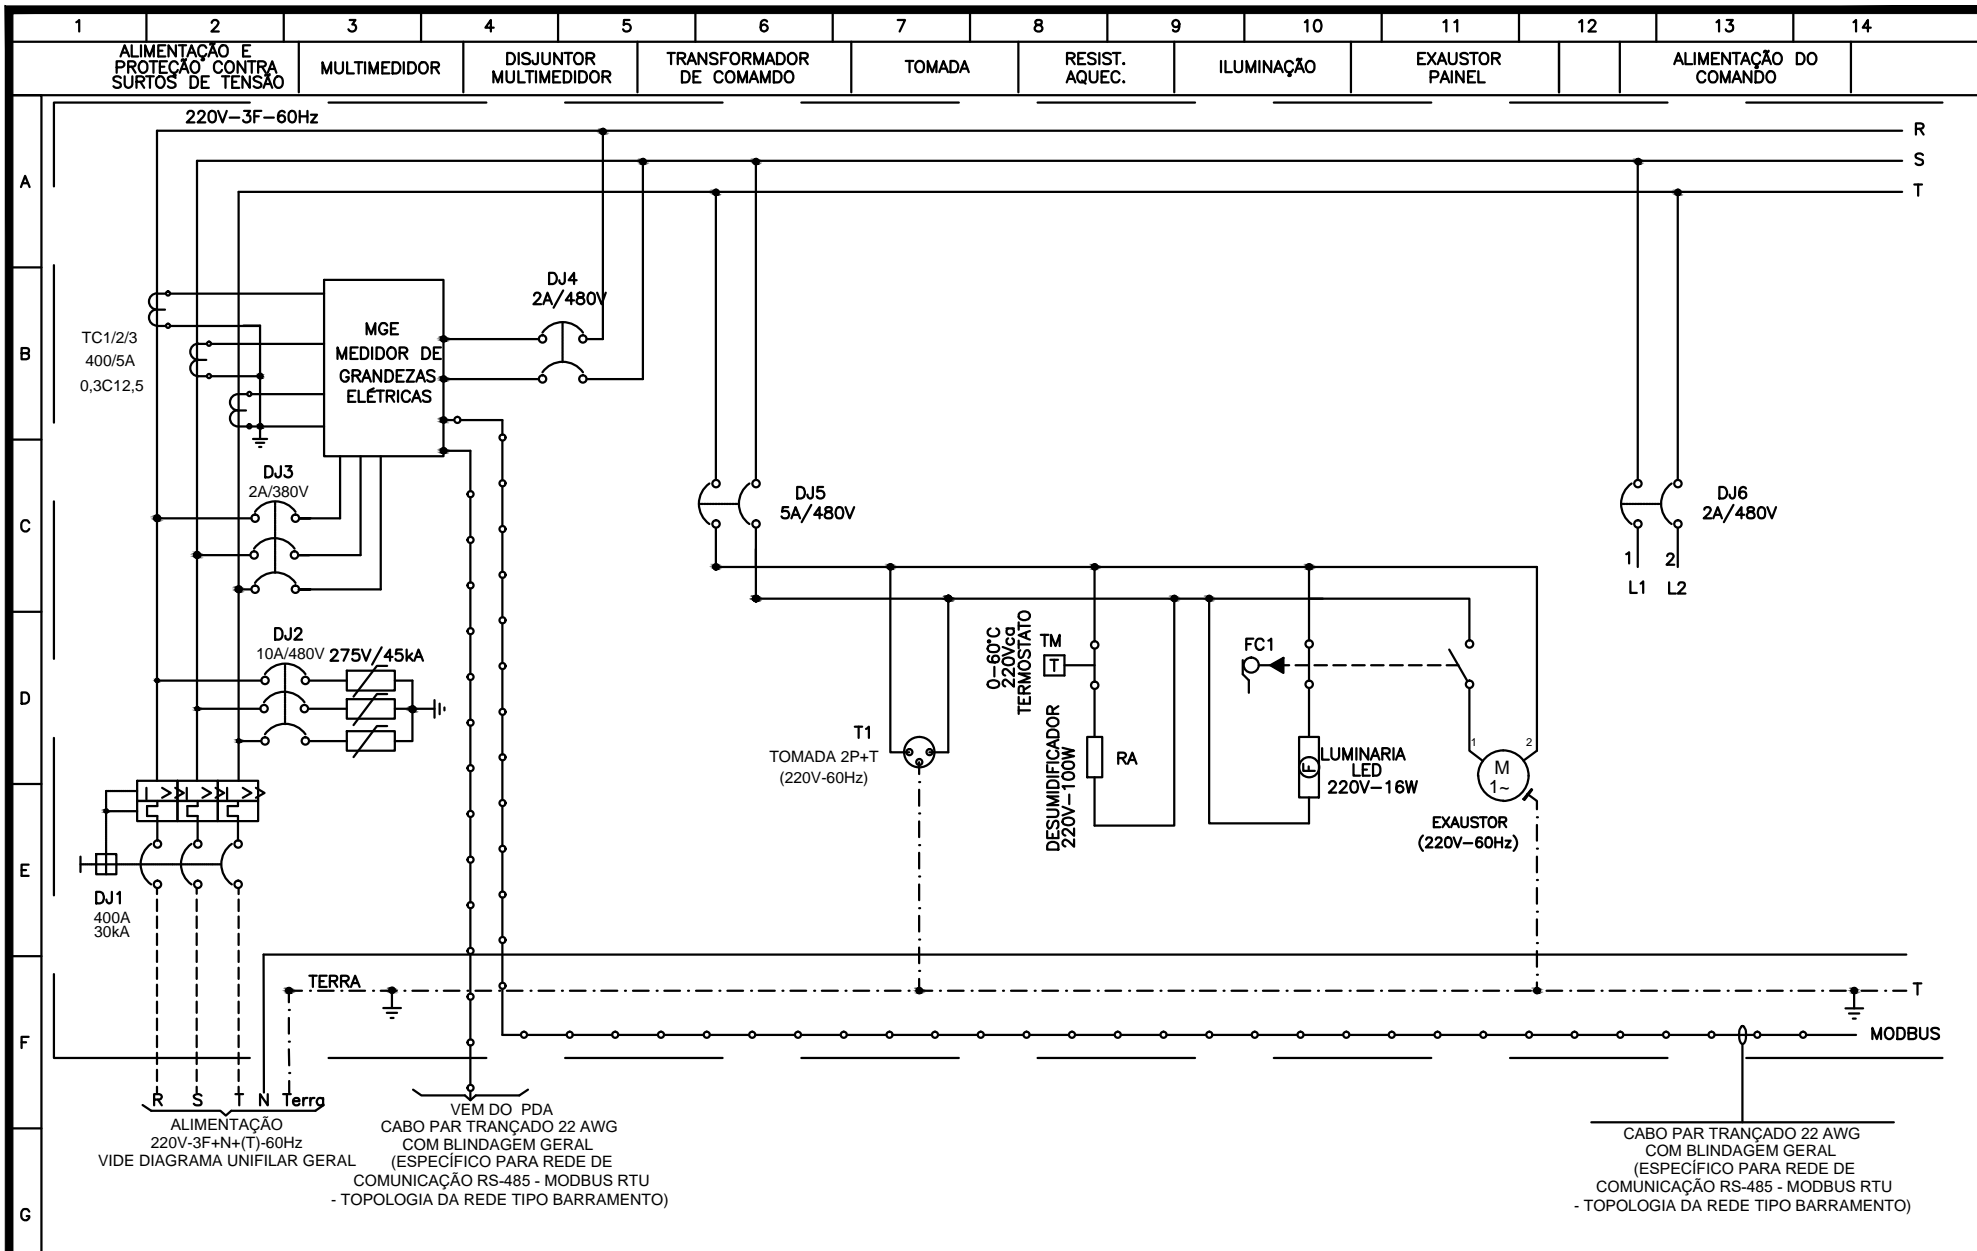 1 2 3 4 5 6 7 8 9 10 11 12 13 14
ALIMENTAÇÃO E
PROTEÇÃO CONTRA
SURTOS DE TENSÃO
MULTIMEDIDOR
DISJUNTOR
MULTIMEDIDOR
TRANSFORMADOR
DE COMAMDO
TOMADA
RESIST.
AQUEC.
ILUMINAÇÃO
EXAUSTOR
PAINEL
ALIMENTAÇÃO DO
COMANDO
A
B
C
D
E
F
G
220V-3F-60Hz
R
S
T
TC1/2/3
400/5A
0,3C12,5
MGE
MEDIDOR DE
GRANDEZAS
ELÉTRICAS
DJ4
2A/480V
DJ3
2A/380V
DJ5
5A/480V
DJ6
2A/480V
1 2
L1 L2
DJ2
10A/480V
275V/45kA
0-60°C
220Vca
TERMOSTATO
TM
T
FC1
T1
TOMADA 2P+T
(220V-60Hz)
DESUMIDIFICADOR
220V-100W
RA
F
LUMINARIA
LED
220V-16W
1 2
M
1~
EXAUSTOR
(220V-60Hz)
I > > I > > I > >
DJ1
400A
30kA
TERRA
T
MODBUS
R S T N Terra
ALIMENTAÇÃO
220V-3F+N+(T)-60Hz
VIDE DIAGRAMA UNIFILAR GERAL
VEM DO PDA
CABO PAR TRANÇADO 22 AWG
COM BLINDAGEM GERAL
(ESPECÍFICO PARA REDE DE
COMUNICAÇÃO RS-485 - MODBUS RTU
- TOPOLOGIA DA REDE TIPO BARRAMENTO)
CABO PAR TRANÇADO 22 AWG
COM BLINDAGEM GERAL
(ESPECÍFICO PARA REDE DE
COMUNICAÇÃO RS-485 - MODBUS RTU
- TOPOLOGIA DA REDE TIPO BARRAMENTO)